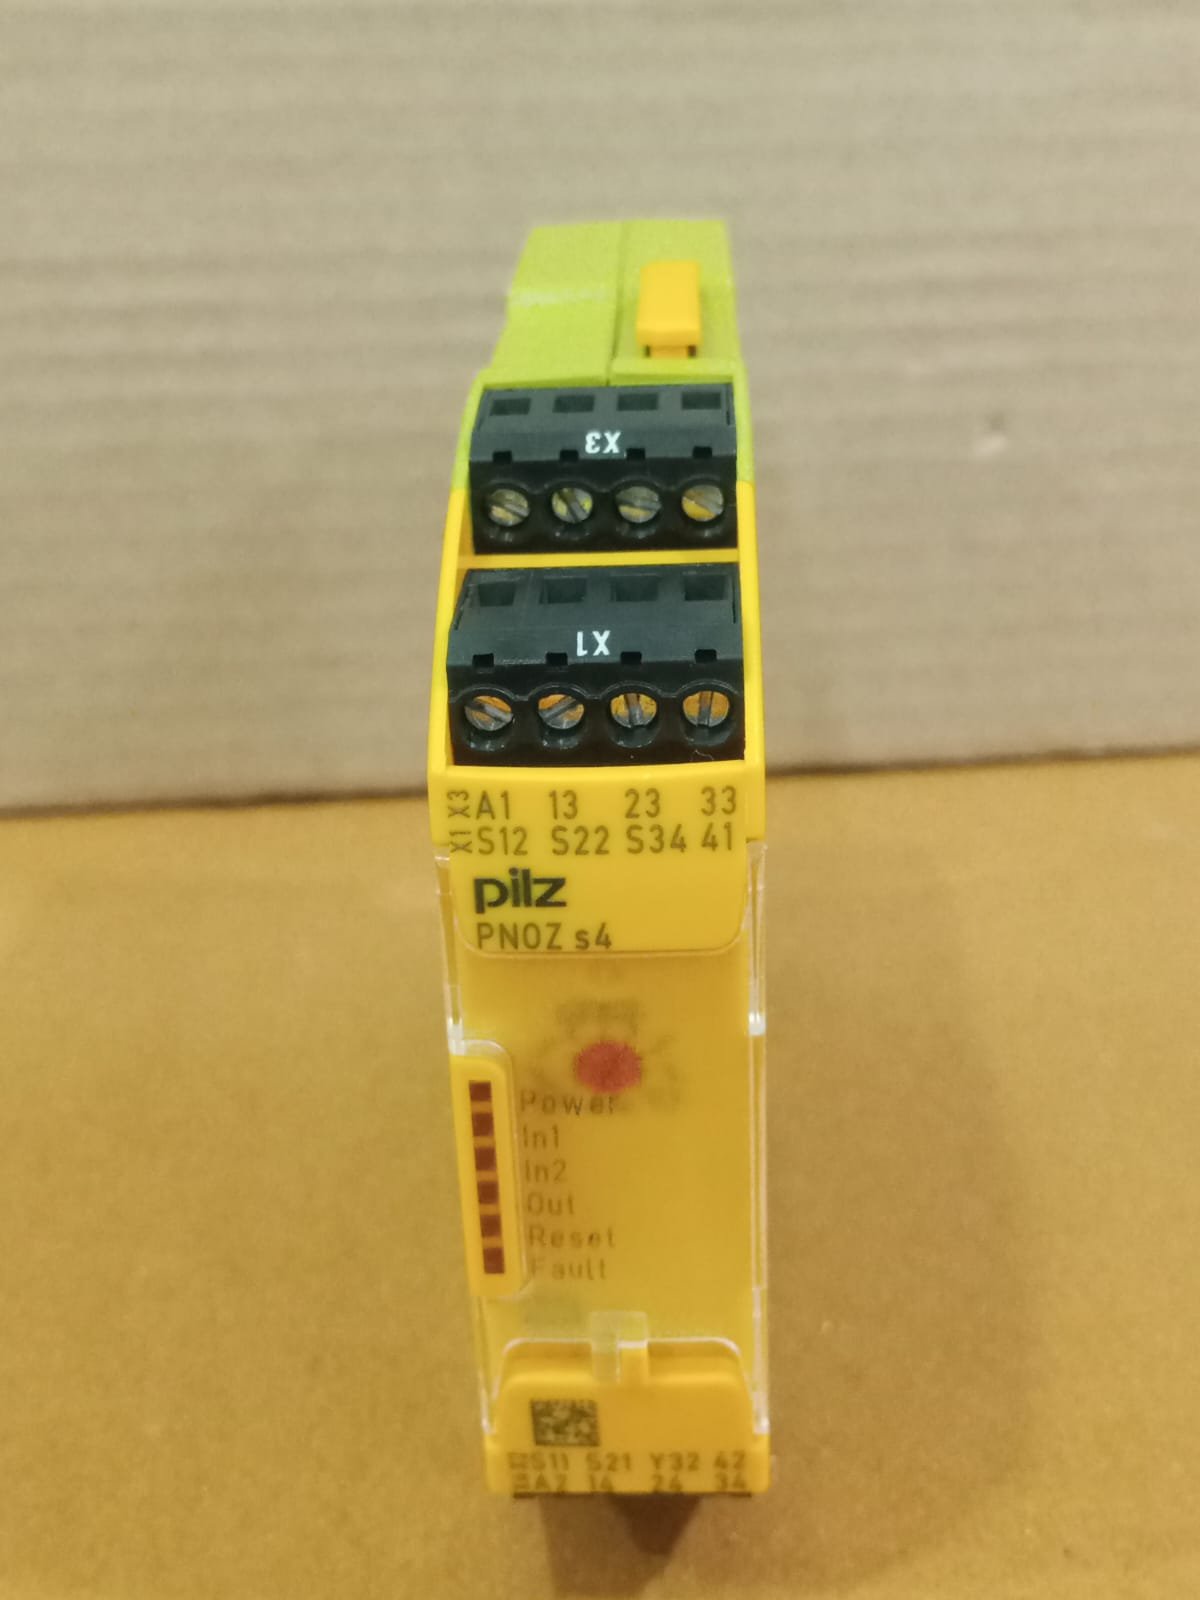 X3
X1
X3 A1 13 23 33
X1 S12 S22 S34 41
pilz
PNOZ s4
Power
In1
In2
Out
Reset
Fault
S11 S21 Y32 42
A2 14 24 34